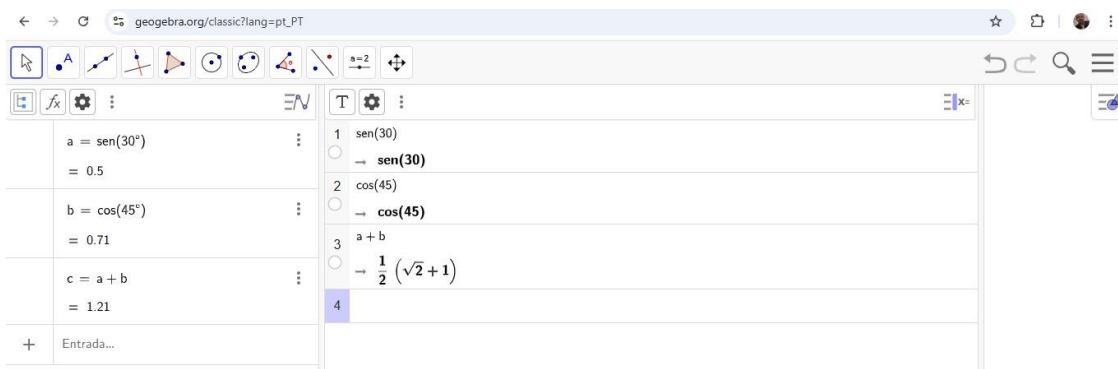 geogebra.org/classic?lang=pt_PT
A
a=2
fx
T
x=
a = sen(30°)
= 0.5
b = cos(45°)
= 0.71
c = a + b
= 1.21
+ Entrada...
1 sen(30)
→ sen(30)
2 cos(45)
→ cos(45)
3 a + b
→ 1/2 (√2 + 1)
4